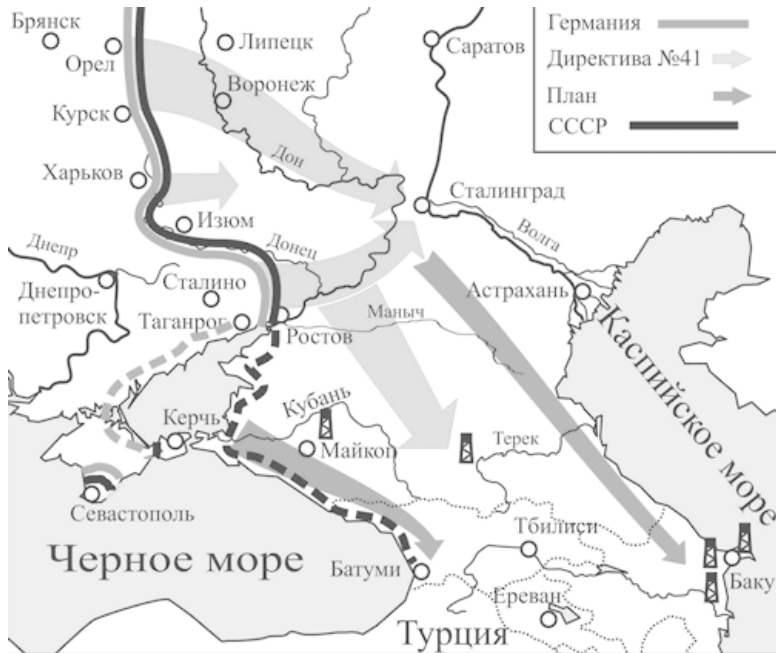 Брянск
Орел
Липецк
Саратов
Германия
Директива №41
План
СССР
Воронеж
Курск
Дон
Харьков
Сталинград
Изюм
Волга
Донец
Днепр
Сталино
Днепро-
петровск
Таганрог
Ростов
Маныч
Астрахань
Каспийское море
Керчь
Кубань
Майкоп
Терек
Севастополь
Черное море
Тбилиси
Батуми
Баку
Ереван
Турция